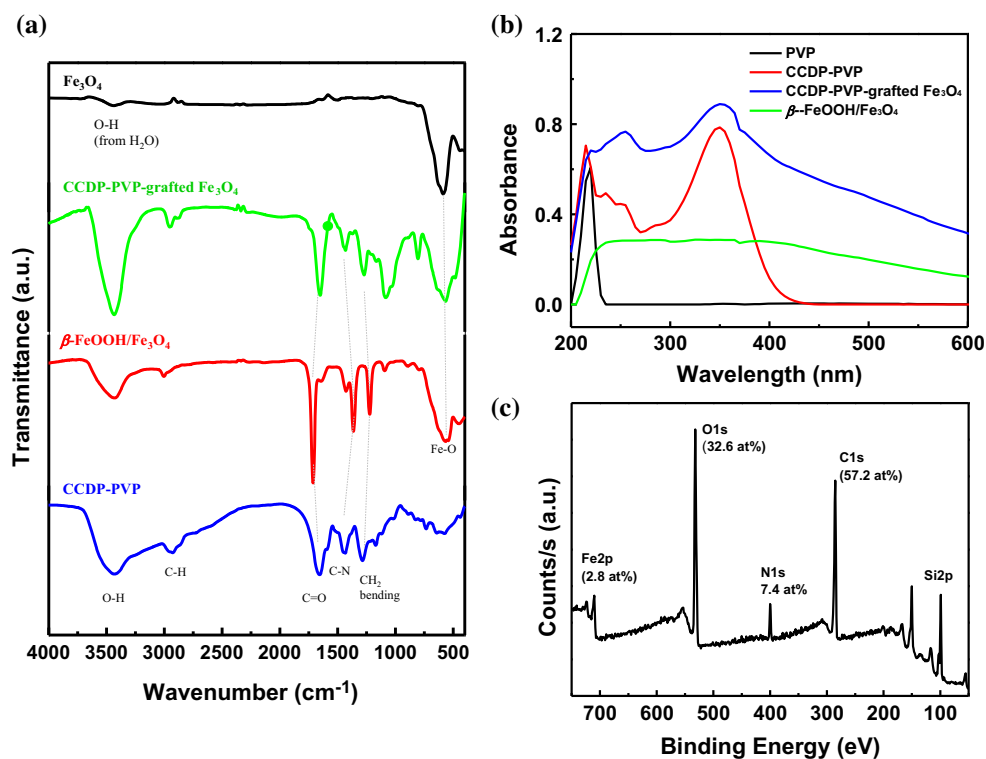 (a)
Fe₃O₄
O-H
(from H₂O)
CCDP-PVP-grafted Fe₃O₄
β-FeOOH/Fe₃O₄
Fe-O
CCDP-PVP
C-H
C-N
O-H
C=O
CH₂
bending
4000 3500 3000 2500 2000 1500 1000 500
Wavenumber (cm⁻¹)
Transmittance (a.u.)
(b)
PVP
CCDP-PVP
CCDP-PVP-grafted Fe₃O₄
β--FeOOH/Fe₃O₄
1.2
0.8
0.4
0.0
200 300 400 500 600
Wavelength (nm)
Absorbance
(c)
O1s
(32.6 at%)
C1s
(57.2 at%)
Fe2p
(2.8 at%)
N1s
7.4 at%
Si2p
700 600 500 400 300 200 100
Binding Energy (eV)
Counts/s (a.u.)